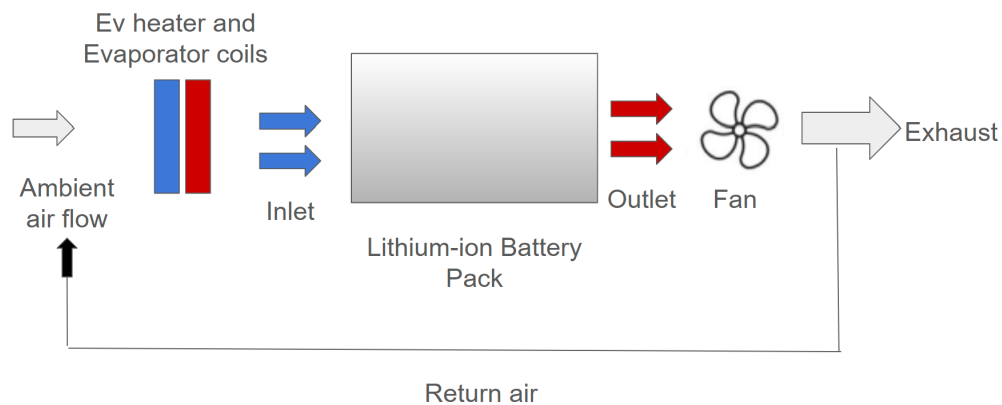 Ev heater and
Evaporator coils
Ambient
air flow
Inlet
Lithium-ion Battery
Pack
Outlet
Fan
Exhaust
Return air